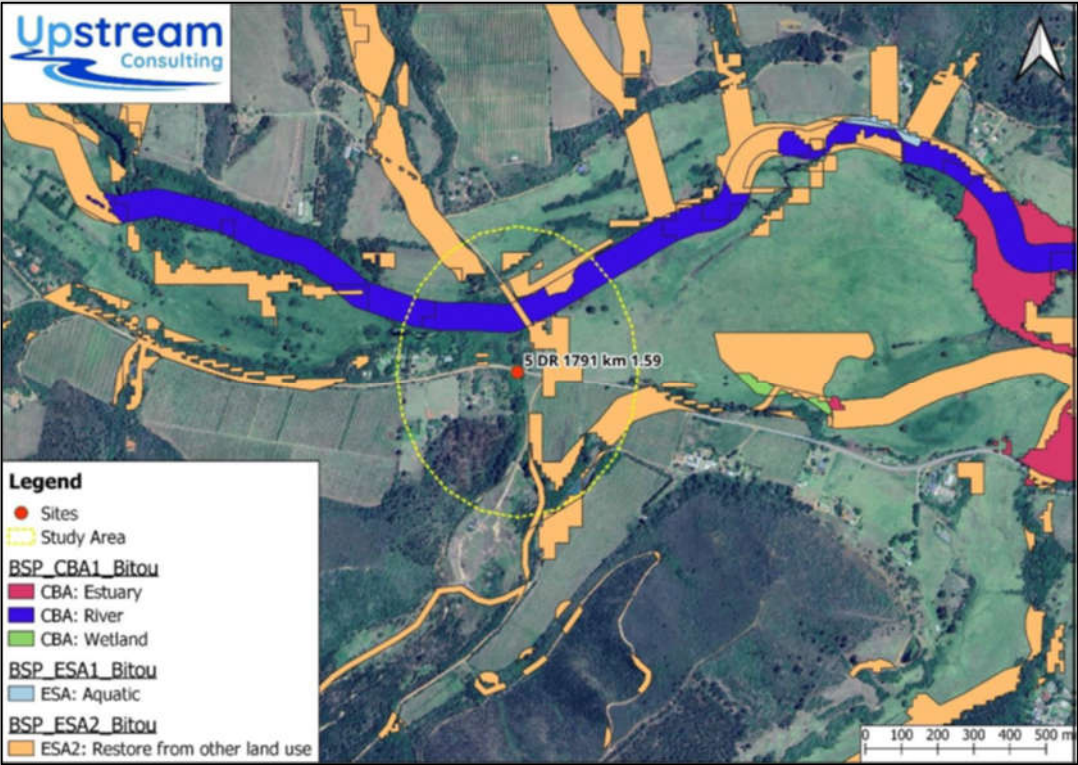 Upstream
Consulting
5 DR 1791 km 1.59
Legend
Sites
Study Area
BSP_CBA1_Bitou
CBA: Estuary
CBA: River
CBA: Wetland
BSP_ESA1_Bitou
ESA: Aquatic
BSP_ESA2_Bitou
ESA2: Restore from other land use
0 100 200 300 400 500 m